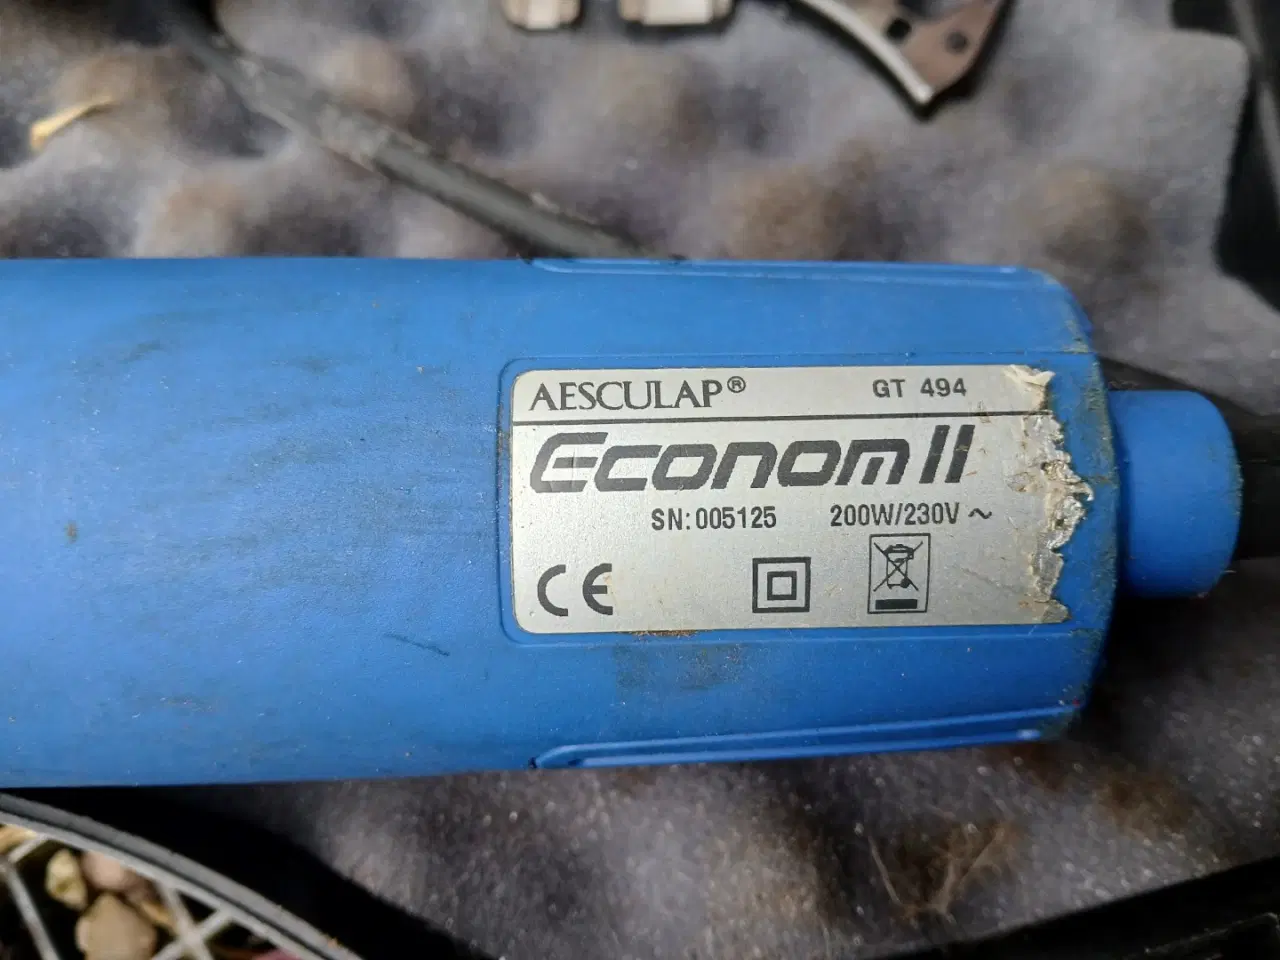 AESCULAP® GT 494
Econom II
SN: 005125 200W/230V ~
CE